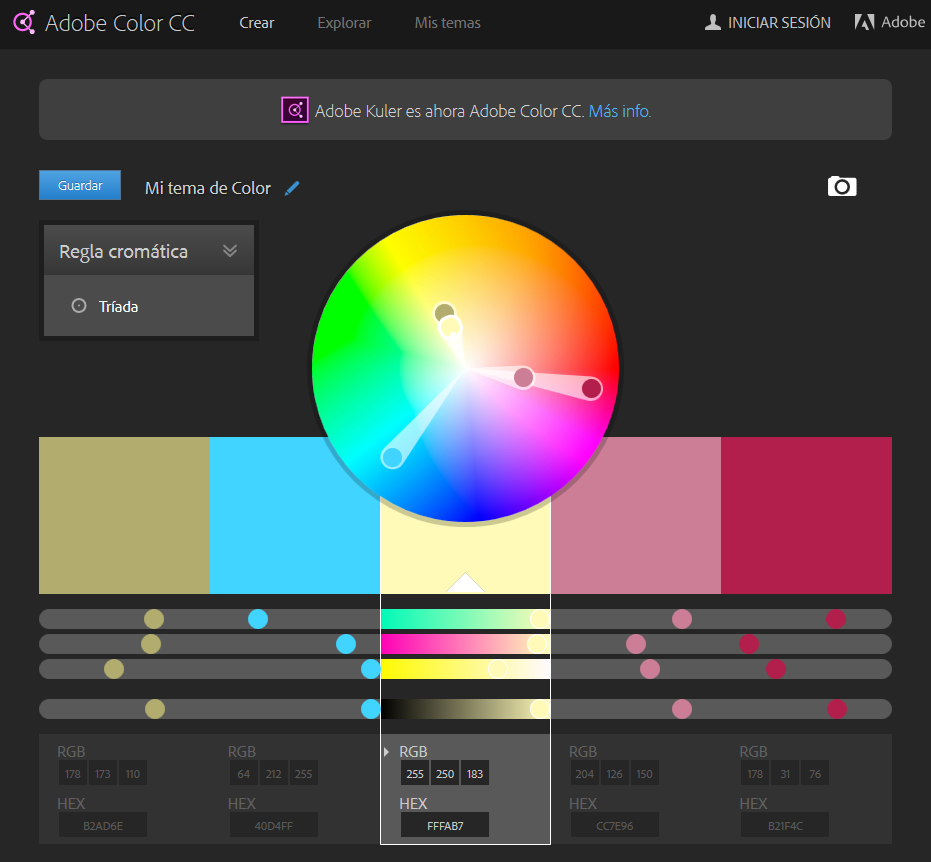 Adobe Color CC
Crear
Explorar
Mis temas
INICIAR SESIÓN
Adobe
Adobe Kuler es ahora Adobe Color CC. Más info.
Guardar
Mi tema de Color
Regla cromática
Tríada
RGB
178 173 110
HEX
B2AD6E
RGB
64 212 255
HEX
40D4FF
RGB
255 250 183
HEX
FFFAB7
RGB
204 126 150
HEX
CC7E96
RGB
178 31 76
HEX
B21F4C